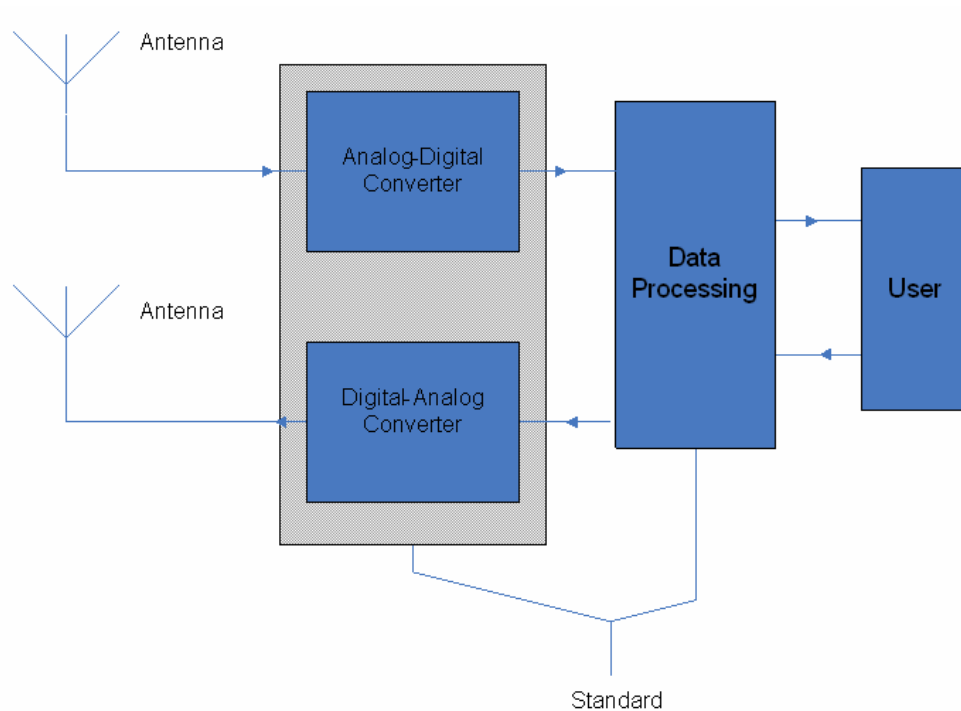 Antenna
Analog-Digital
Converter
Data
Processing
User
Antenna
Digital-Analog
Converter
Standard